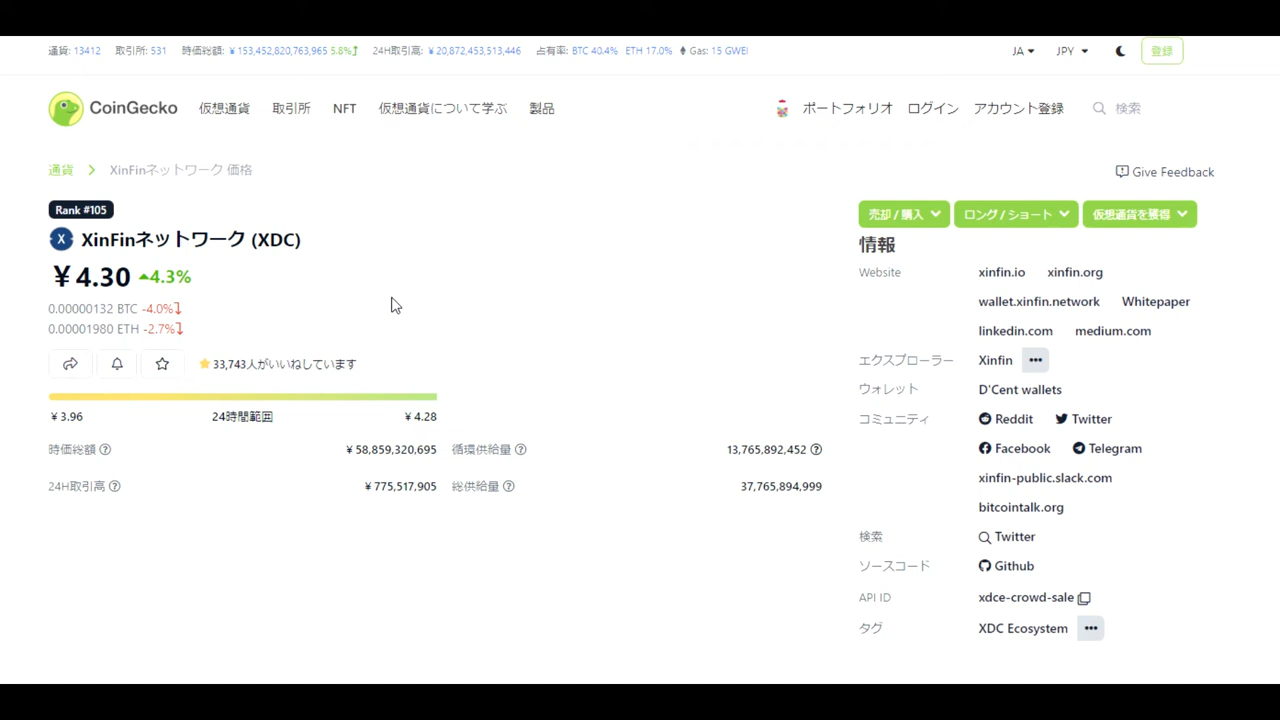 通貨: 13412 取引所: 531 時価総額: ¥153,452,820,763,965 5.8% 24H取引高: ¥20,872,453,513,446 占有率: BTC 40.4% ETH 17.0% Gas: 15 GWEI
JA JPY 登録
CoinGecko 仮想通貨 取引所 NFT 仮想通貨について学ぶ 製品 ポートフォリオ ログイン アカウント登録 検索
通貨 XinFinネットワーク 価格
Give Feedback
Rank #105
売却 / 購入 ロング / ショート 仮想通貨を獲得
XinFinネットワーク (XDC)
¥4.30 4.3%
0.00000132 BTC -4.0%
0.00001980 ETH -2.7%
33,743人がいいねしています
¥3.96 24時間範囲 ¥4.28
時価総額 ¥58,859,320,695 循環供給量 13,765,892,452
24H取引高 ¥775,517,905 総供給量 37,765,894,999
情報
Website xinfin.io xinfin.org
wallet.xinfin.network Whitepaper
linkedin.com medium.com
エクスプローラー Xinfin
ウォレット D'Cent wallets
コミュニティ Reddit Twitter
Facebook Telegram
xinfin-public.slack.com
bitcointalk.org
検索 Twitter
ソースコード Github
API ID xdce-crowd-sale
タグ XDC Ecosystem